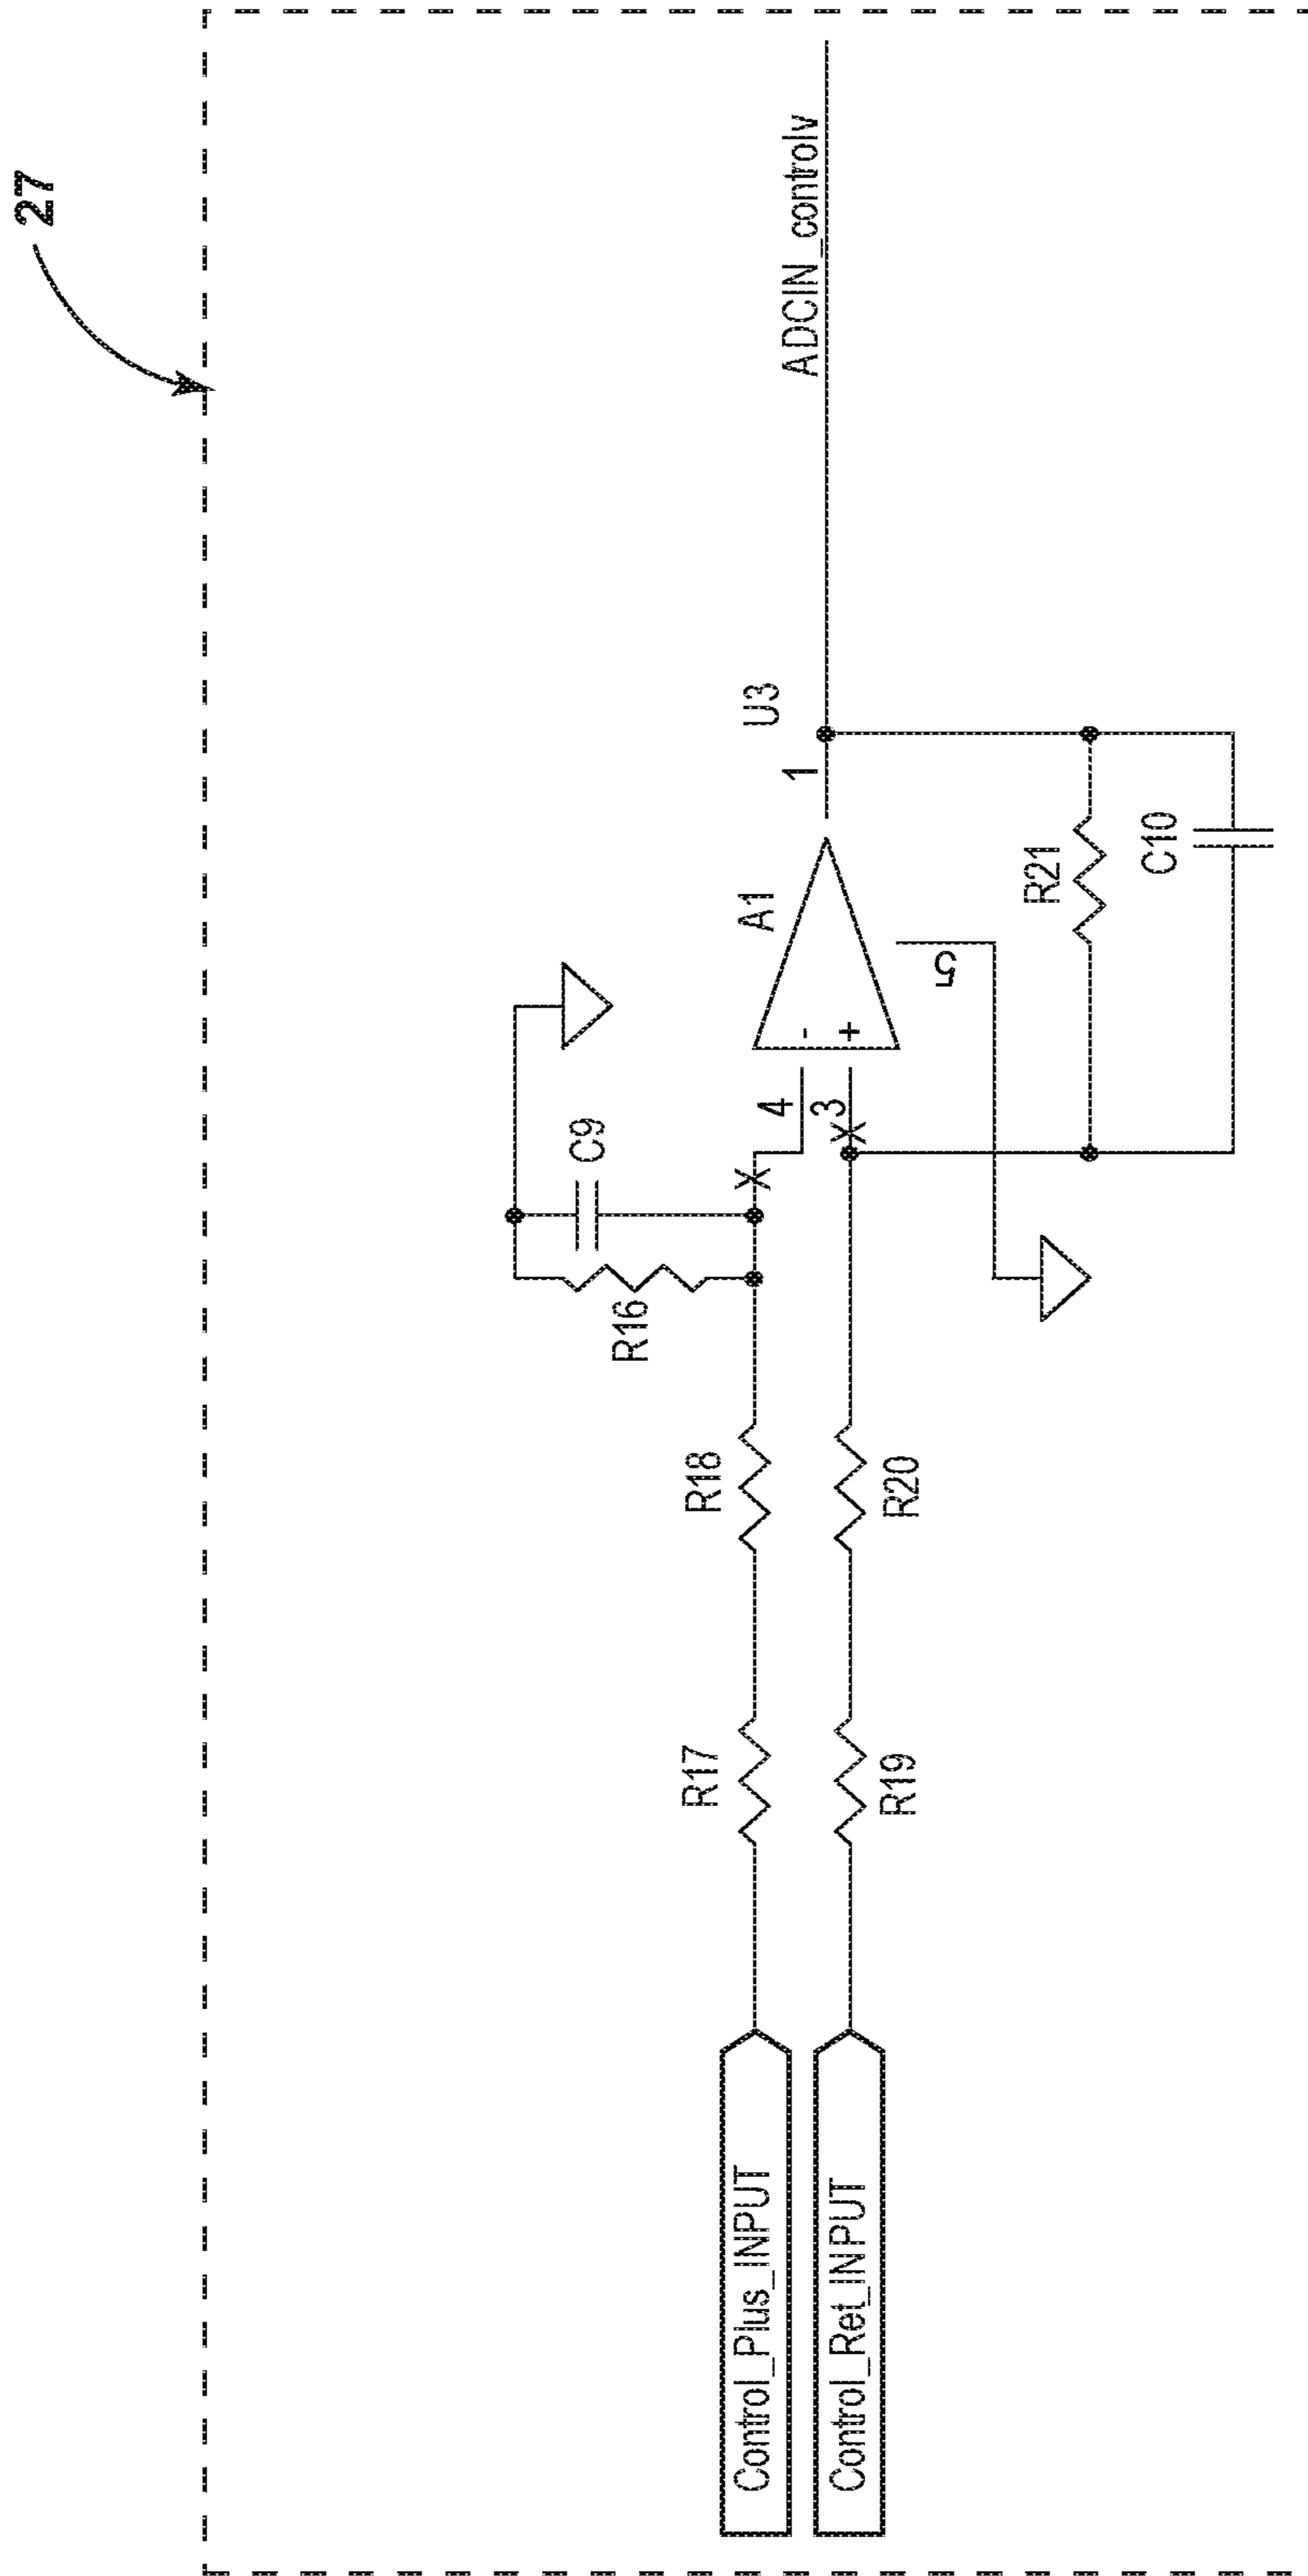 27
Control_Plus_INPUT
Control_Ret_INPUT
R17
R19
R18
R20
R16
C9
X
X
4
3
-
+
A1
5
1
U3
R21
C10
ADCIN_controlv